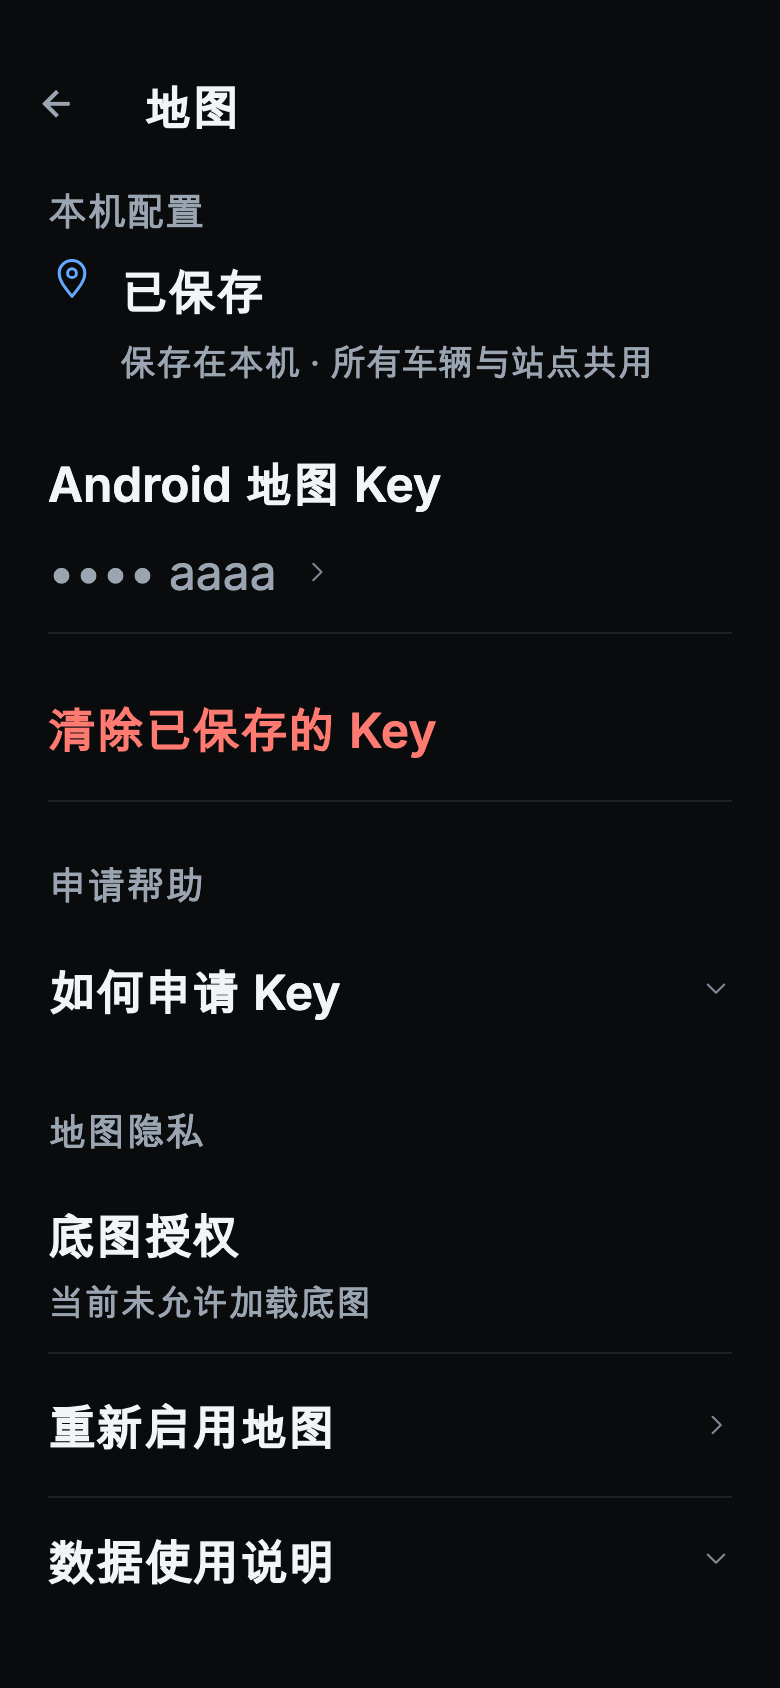 地图
本机配置
已保存
保存在本机 · 所有车辆与站点共用
Android 地图 Key
•••• aaaa
清除已保存的 Key
申请帮助
如何申请 Key
地图隐私
底图授权
当前未允许加载底图
重新启用地图
数据使用说明